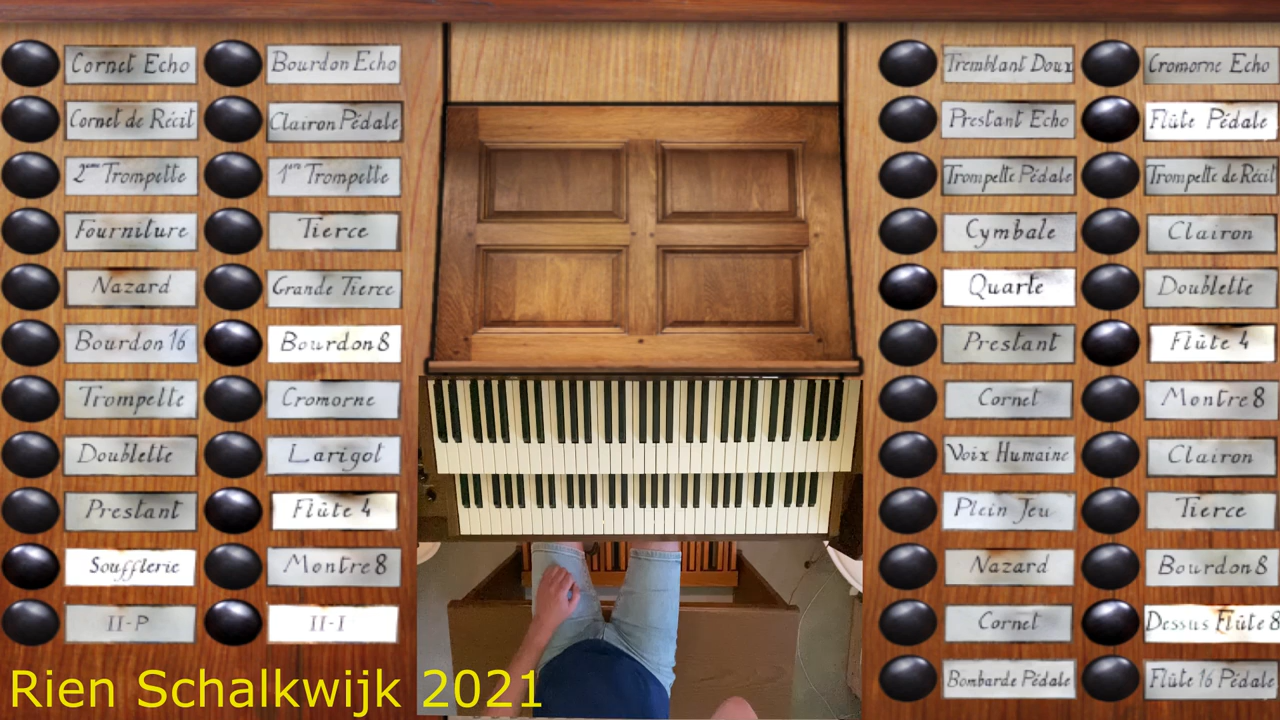 Cornet Echo
Bourdon Echo
Cornet de Récit
Clairon Pédale
2eme Trompette
1ere Trompette
Fourniture
Tierce
Nazard
Grande Tierce
Bourdon 16
Bourdon 8
Trompette
Cromorne
Doublette
Larigot
Prestant
Flûte 4
Soufflerie
Montre 8
II-P
II-I
Tremblant Doux
Cromorne Echo
Prestant Echo
Flûte Pédale
Trompette Pédale
Trompette de Récit
Cymbale
Clairon
Quarte
Doublette
Prestant
Flûte 4
Cornet
Montre 8
Voix Humaine
Clairon
Plein Jeu
Tierce
Nazard
Bourdon 8
Cornet
Dessus Flûte 8
Bombarde Pédale
Flûte 16 Pédale
Rien Schalkwijk 2021